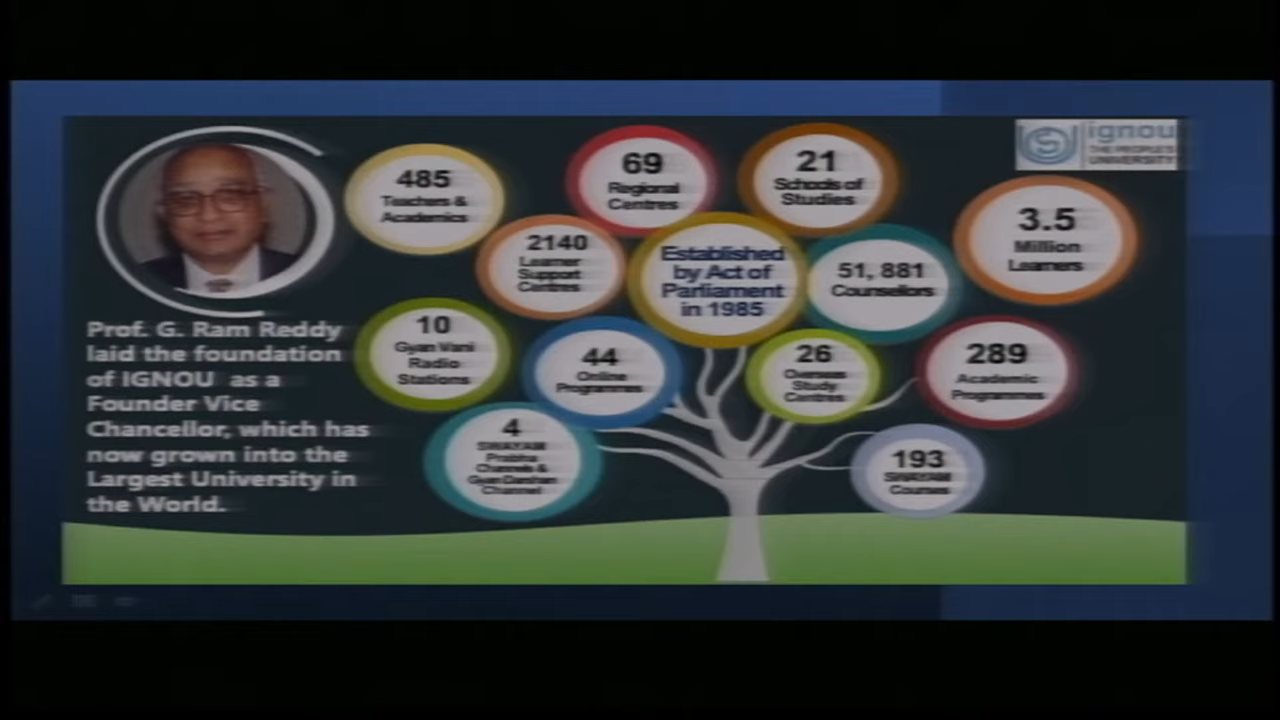 Prof. G. Ram Reddy
laid the foundation
of IGNOU as a
Founder Vice
Chancellor, which has
now grown into the
Largest University in
the World.
485
Teachers &
Academics
69
Regional
Centres
21
Schools of
Studies
ignou
THE PEOPLE'S
UNIVERSITY
3.5
Million
Learners
2140
Learner
Support
Centres
Established
by Act of
Parliament
in 1985
51, 881
Counsellors
10
Gyan Vani
Radio
Stations
44
Online
Programmes
26
Overseas
Study
Centres
289
Academic
Programmes
4
SWAYAM
Prabha
Channels &
GyanDarshan
Channel
193
SWAYAM
Courses